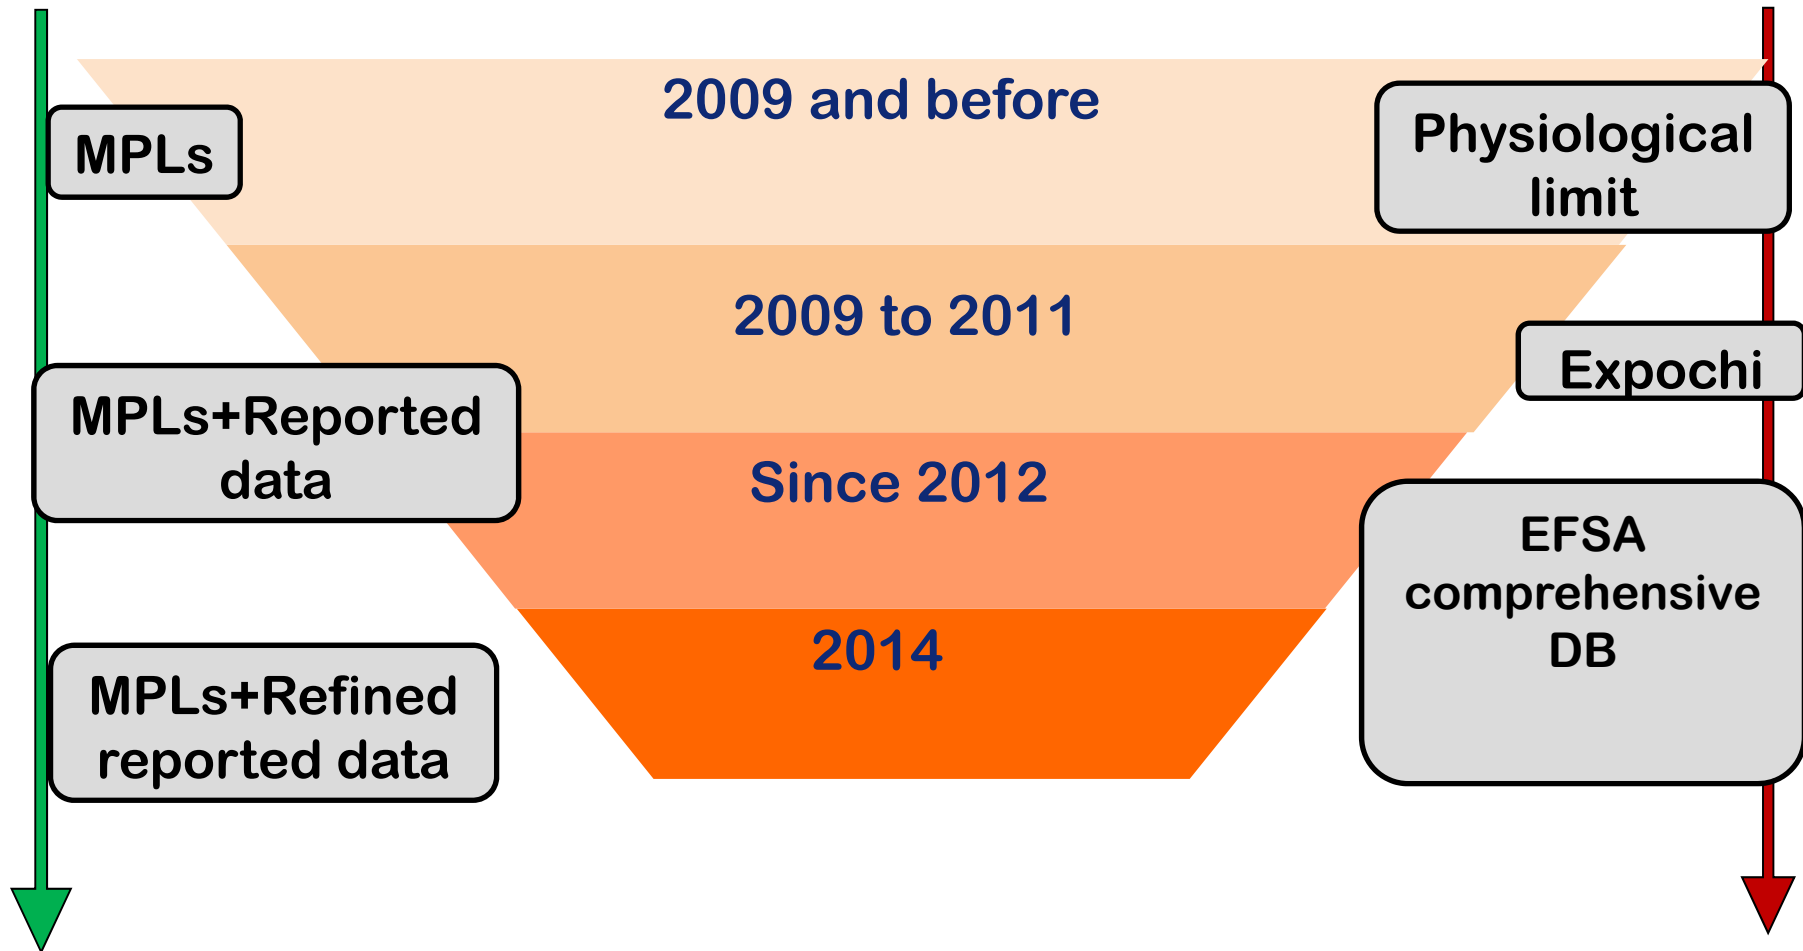 2009 and before
MPLs
Physiological
limit
2009 to 2011
Expochi
MPLs+Reported
data
Since 2012
EFSA
comprehensive
DB
2014
MPLs+Refined
reported data